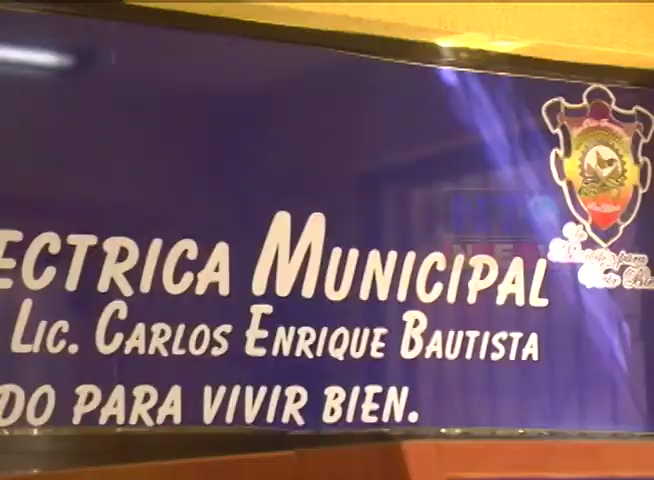 ECTRICA MUNICIPAL
LIC. CARLOS ENRIQUE BAUTISTA
DO PARA VIVIR BIEN.